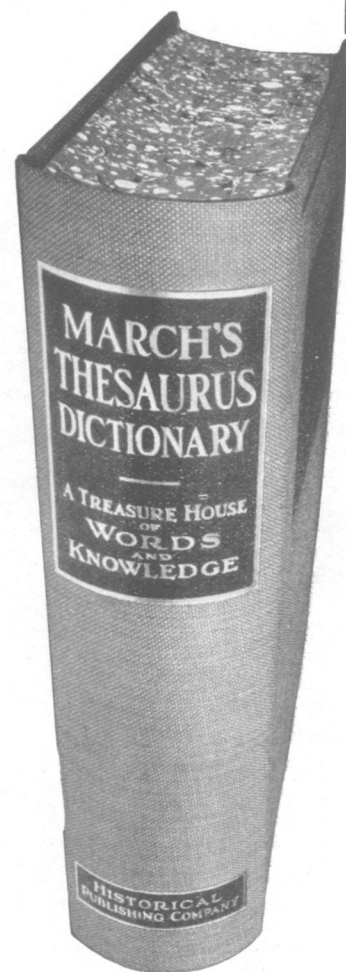 MARCH'S
THESAURUS
DICTIONARY
A TREASURE HOUSE
OF
WORDS
AND
KNOWLEDGE
HISTORICAL
PUBLISHING COMPANY